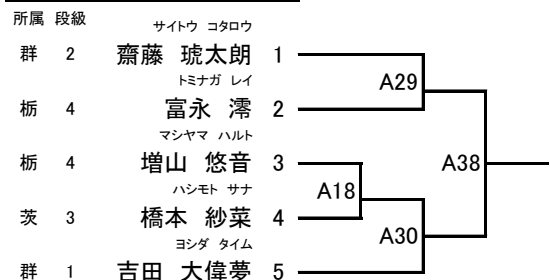 所属 段級
サイトウ コタロウ
群 2 齋藤 琥太朗 1
トミナガ レイ
A29
栃 4 富永 澪 2
マシヤマ ハルト
栃 4 増山 悠音 3
A38
ハシモト サナ
A18
茨 3 橋本 紗菜 4
ヨシダ タイム
A30
群 1 吉田 大偉夢 5